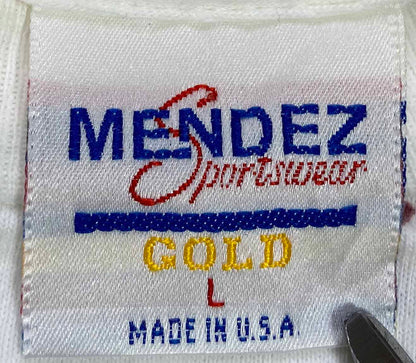 MENDEZ
Sportswear
GOLD
L
MADE IN U.S.A.